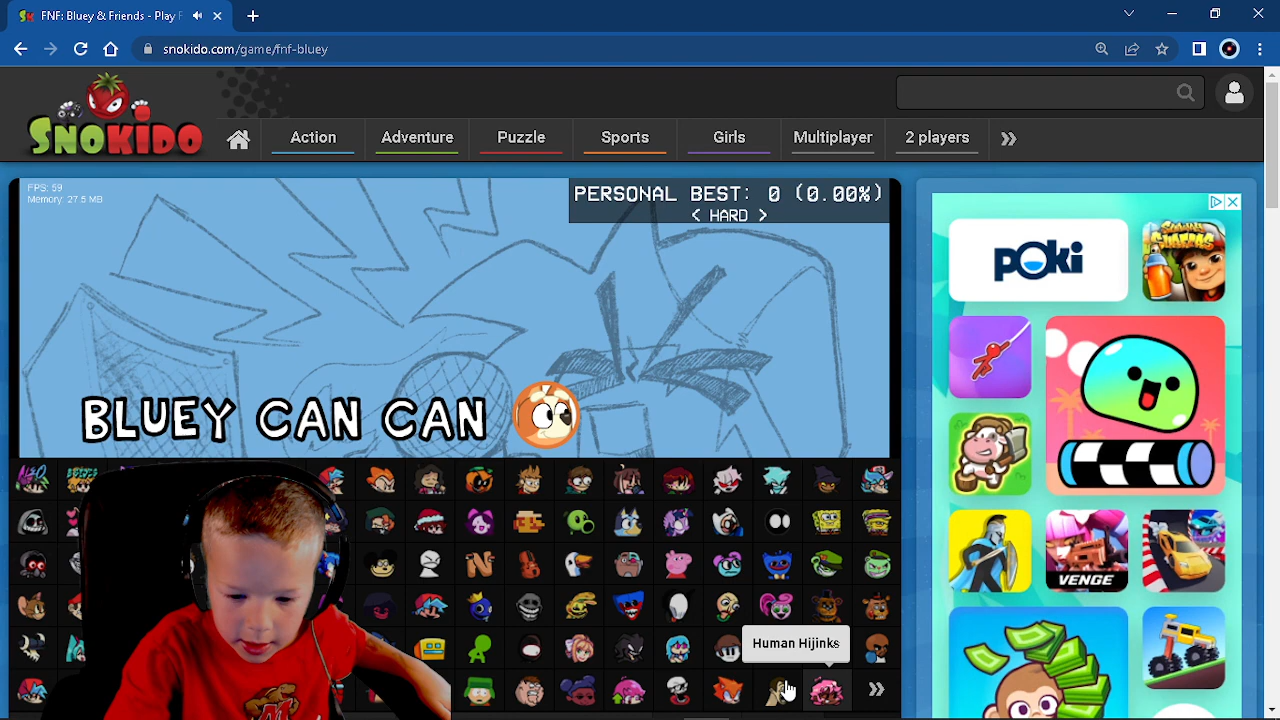 FNF: Bluey & Friends - Play F
snokido.com/game/fnf-bluey
SNOKIDO
Action
Adventure
Puzzle
Sports
Girls
Multiplayer
2 players
FPS: 59
Memory: 27.5 MB
PERSONAL BEST: 0 (0.00%)
< HARD >
BLUEY CAN CAN
POKi
VENGE
Human Hijinks